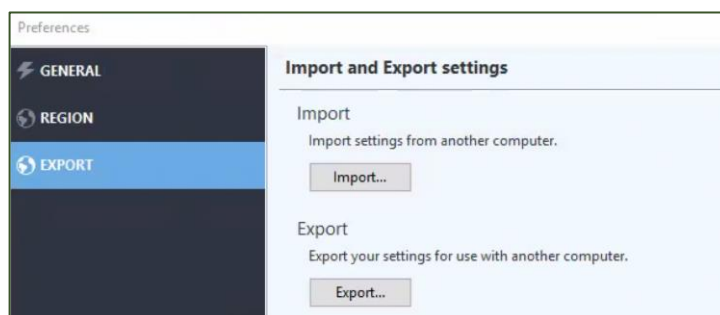 Preferences
GENERAL
REGION
EXPORT
Import and Export settings
Import
Import settings from another computer.
Import...
Export
Export your settings for use with another computer.
Export...